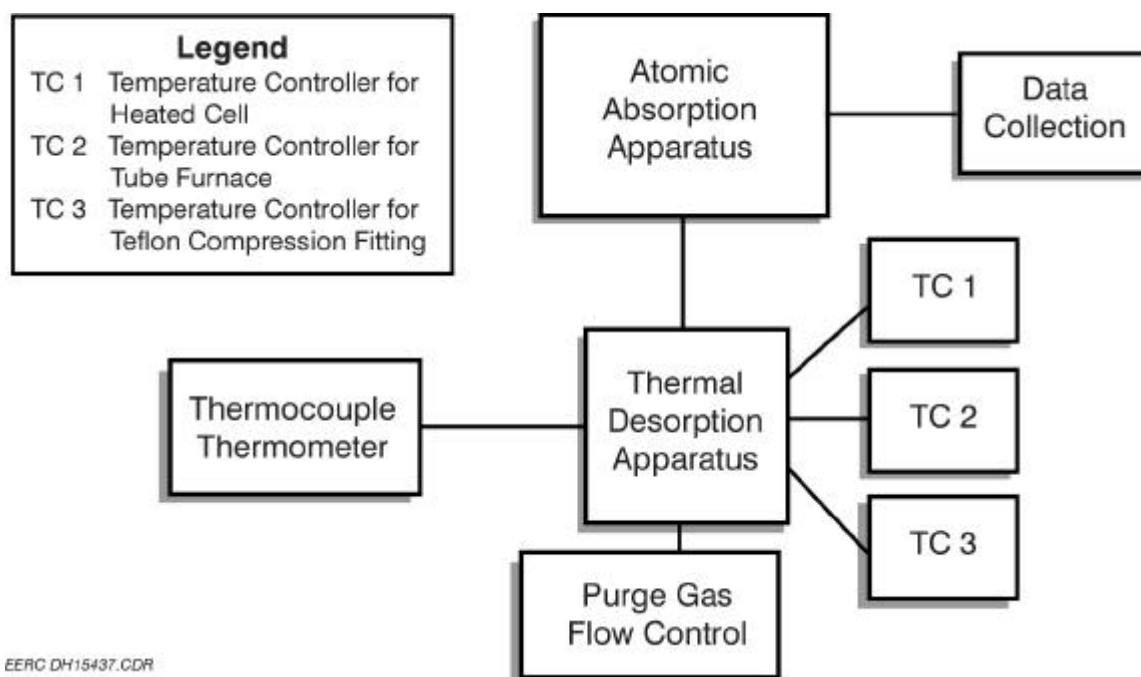 Legend
TC 1 Temperature Controller for
Heated Cell
TC 2 Temperature Controller for
Tube Furnace
TC 3 Temperature Controller for
Teflon Compression Fitting
Atomic
Absorption
Apparatus
Data
Collection
TC 1
Thermocouple
Thermometer
Thermal
Desorption
Apparatus
TC 2
TC 3
Purge Gas
Flow Control
EERC DH15437.CDR